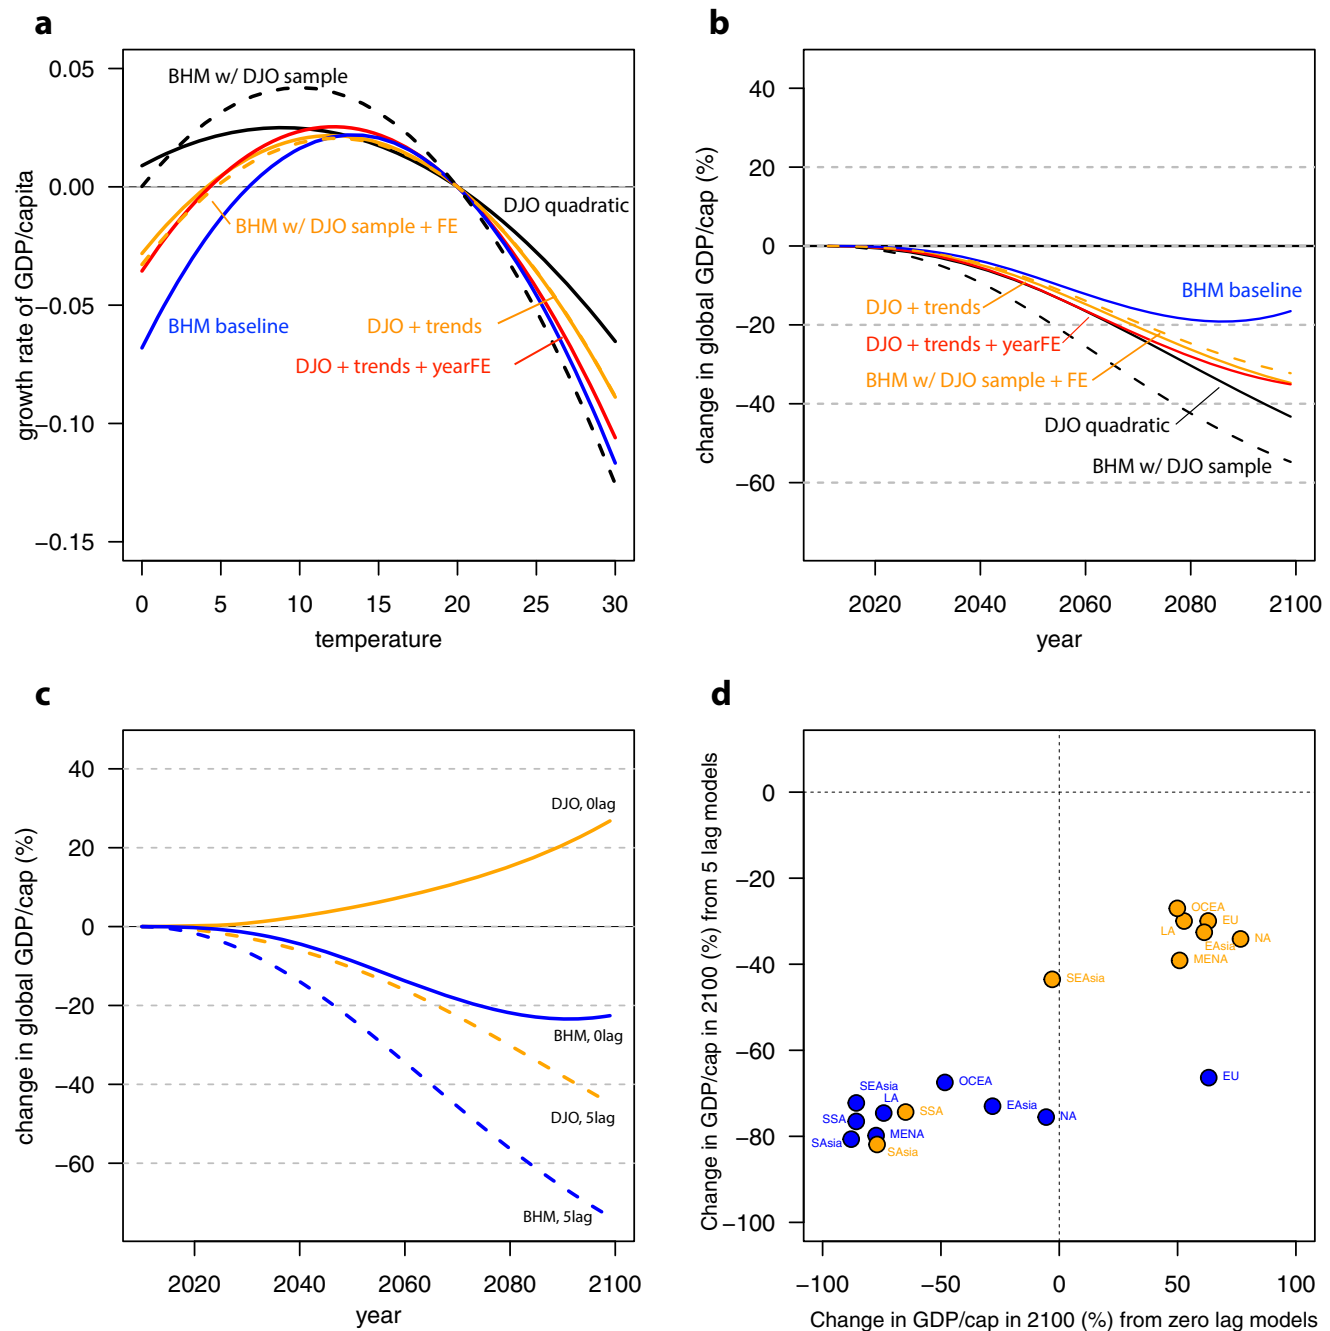 a
0.05
0.00
−0.05
−0.10
−0.15
growth rate of GDP/capita
BHM w/ DJO sample
DJO quadratic
BHM w/ DJO sample + FE
BHM baseline
DJO + trends
DJO + trends + yearFE
0 5 10 15 20 25 30
temperature
b
40
20
0
−20
−40
−60
change in global GDP/cap (%)
BHM baseline
DJO + trends
DJO + trends + yearFE
BHM w/ DJO sample + FE
DJO quadratic
BHM w/ DJO sample
2020 2040 2060 2080 2100
year
c
40
20
0
−20
−40
−60
change in global GDP/cap (%)
DJO, 0lag
BHM, 0lag
DJO, 5lag
BHM, 5lag
2020 2040 2060 2080 2100
year
d
0
−20
−40
−60
−80
−100
Change in GDP/cap in 2100 (%) from 5 lag models
OCEA
LA
EU
EAsia
NA
MENA
SEAsia
EU
OCEA
SEAsia
LA
EAsia
SSA
SSA
NA
MENA
SAsia
SAsia
−100 −50 0 50 100
Change in GDP/cap in 2100 (%) from zero lag models